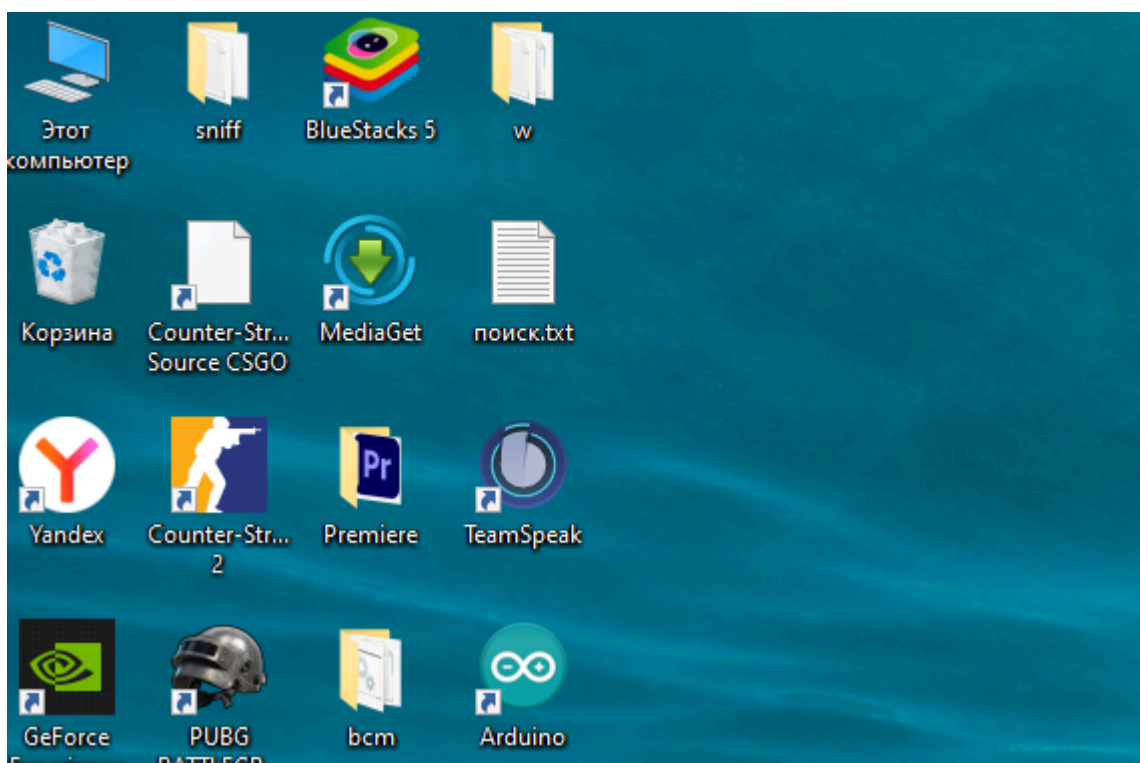 Этот
компьютер
sniff
BlueStacks 5
w
Корзина
Counter-Str...
Source CSGO
MediaGet
поиск.txt
Yandex
Counter-Str...
2
Pr
Premiere
TeamSpeak
GeForce
PUBG
bcm
Arduino